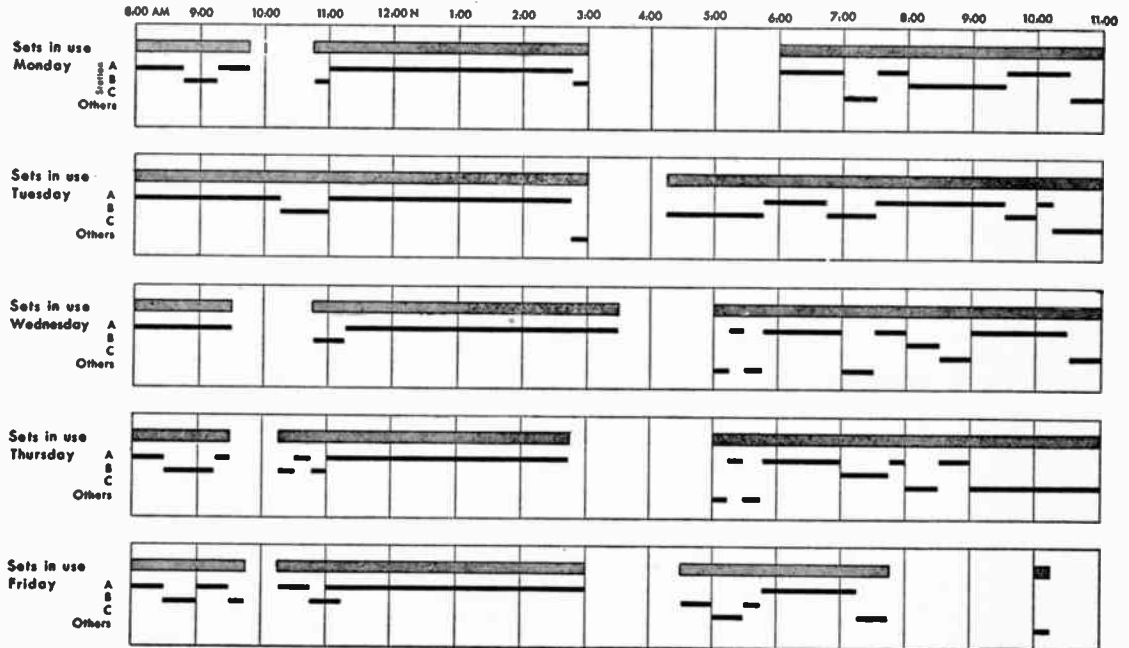 8:00 AM 9:00 10:00 11:00 12:00 N 1:00 2:00 3:00 4:00 5:00 6:00 7:00 8:00 9:00 10:00 11:00
Sets in use
Monday
Station
A
B
C
Others
Sets in use
Tuesday
A
B
C
Others
Sets in use
Wednesday
A
B
C
Others
Sets in use
Thursday
A
B
C
Others
Sets in use
Friday
A
B
C
Others